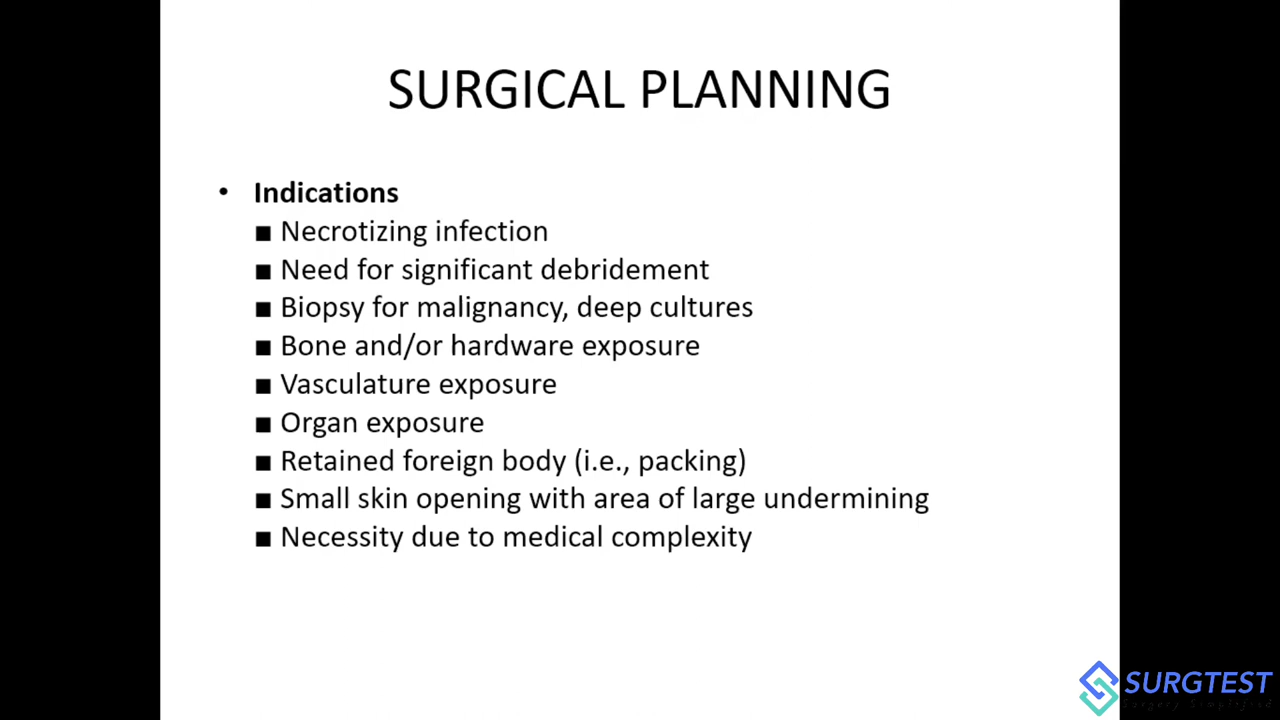 SURGICAL PLANNING
• Indications
■ Necrotizing infection
■ Need for significant debridement
■ Biopsy for malignancy, deep cultures
■ Bone and/or hardware exposure
■ Vasculature exposure
■ Organ exposure
■ Retained foreign body (i.e., packing)
■ Small skin opening with area of large undermining
■ Necessity due to medical complexity
SURGTEST
Surgery Simplified